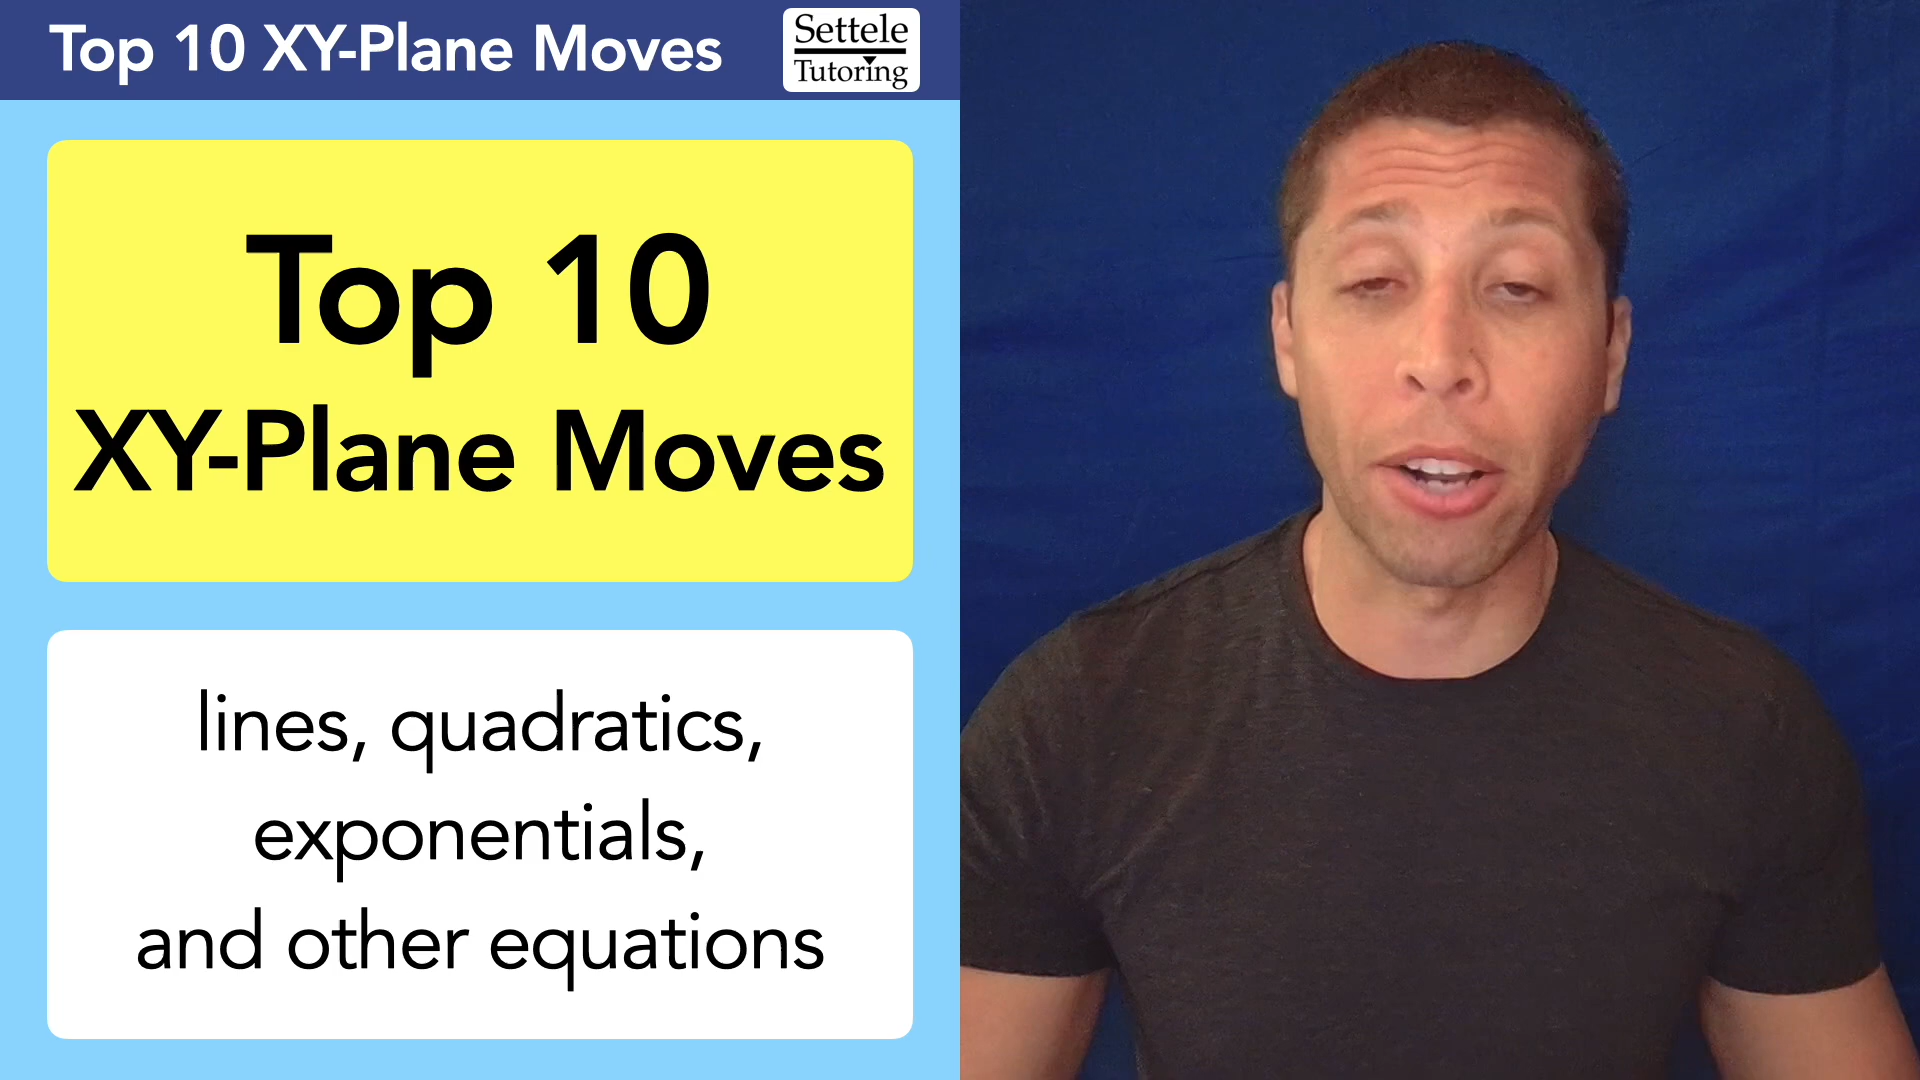 Top 10 XY-Plane Moves
Settele
Tutoring
Top 10
XY-Plane Moves
lines, quadratics,
exponentials,
and other equations